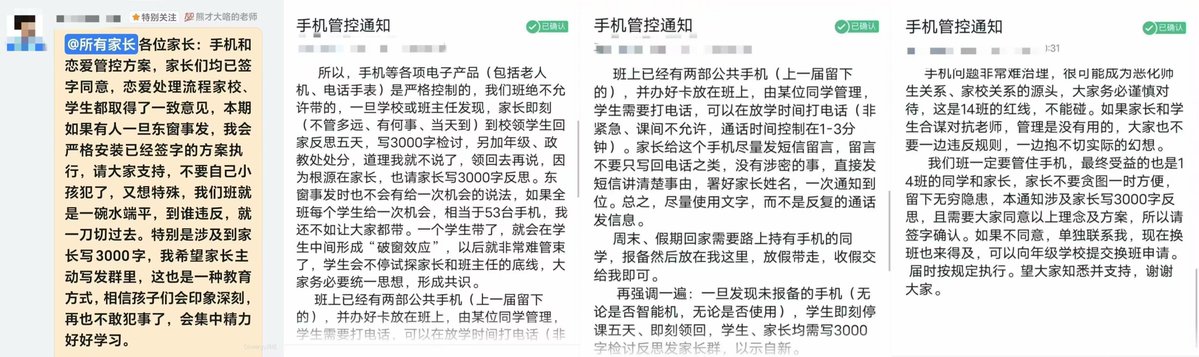 特别关注
熊才大略的老师
@所有家长 各位家长：手机和
恋爱管控方案，家长们均已签
字同意，恋爱处理流程家校、
学生都取得了一致意见，本期
如果有人一旦东窗事发，我会
严格安装已经签字的方案执
行，请大家支持，不要自己小
孩犯了，又想特殊，我们班就
是一碗水端平，到谁违反，就
一刀切过去。特别是涉及到家
长写3000字，我希望家长主
动写发群里，这也是一种教育
方式，相信孩子们会印象深刻，
再也不敢犯事了，会集中精力
好好学习。
手机管控通知
已确认
所以，手机等各项电子产品（包括老人
机、电话手表）是严格控制的，我们班绝不允
许带的，一旦学校或班主任发现，家长即刻
（不管多远、有何事、当天到）到校领学生回
家反思五天，写3000字检讨，另加年级、政
教处处分，道理我就不说了，领回去再说，因
为根源在家长，也请家长写3000字反思。东
窗事发时也不会有给一次机会的说法，如果全
班每个学生给一次机会，相当于53台手机，我
还不如让大家都带。一个学生带了，就会在学
生中间形成“破窗效应”，以后就非常难管束
了，学生会不停试探家长和班主任的底线，大
家务必要统一思想，形成共识。
班上已经有两部公共手机（上一届留下
的），并办好卡放在班上，由某位同学管理，
学生需要打电话，可以在放学时间打电话（非
手机管控通知
已确认
班上已经有两部公共手机（上一届留下
的），并办好卡放在班上，由某位同学管理，
学生需要打电话，可以在放学时间打电话（非
紧急、课间不允许，通话时间控制在1-3分
钟）。家长给这个手机尽量发短信留言，留言
不要只写回电话之类，没有涉密的事，直接发
短信讲清楚事由，署好家长姓名，一次通知到
位。总之，尽量使用文字，而不是反复的通话
发信息。
周末、假期回家需要路上持有手机的同
学，报备然后放在我这里，放假带走，收假交
给我即可。
再强调一遍：一旦发现未报备的手机（无
论是否智能机，无论是否使用），学生即刻停
课五天、即刻领回，学生、家长均需写3000
字检讨反思发家长群，以示自新。
手机管控通知
已确认
0:31
手机问题非常难治理，很可能成为恶化师
生关系、家校关系的源头，大家务必谨慎对
待，这是14班的红线，不能碰。如果家长和学
生合谋对抗老师，管理是没有用的，大家也不
要一边违反规则，一边抱不切实际的幻想。
我们班一定要管住手机，最终受益的也是1
4班的同学和家长，家长不要贪图一时方便，
留下无穷隐患，本通知涉及家长写3000字反
思，且需要大家同意以上理念及方案，所以请
签字确认。如果不同意，单独联系我，现在换
班也来得及，可以向年级学校提交换班申请。
届时按规定执行。望大家知悉并支持，谢谢
大家。